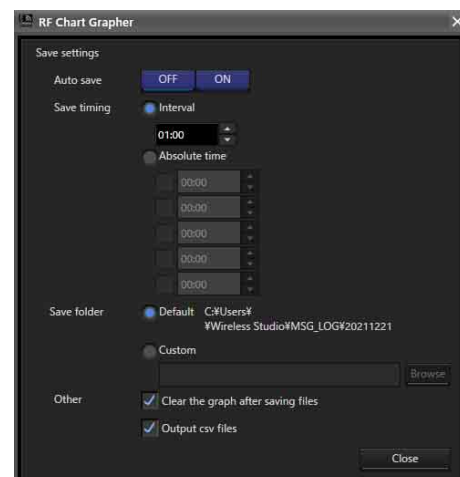 RF Chart Grapher
Save settings
Auto save OFF ON
Save timing Interval
01:00
Absolute time
00:00
00:00
00:00
00:00
00:00
Save folder Default C:¥Users¥
¥Wireless Studio¥MSG_LOG¥20211221
Custom
Browse
Other Clear the graph after saving files
Output csv files
Close